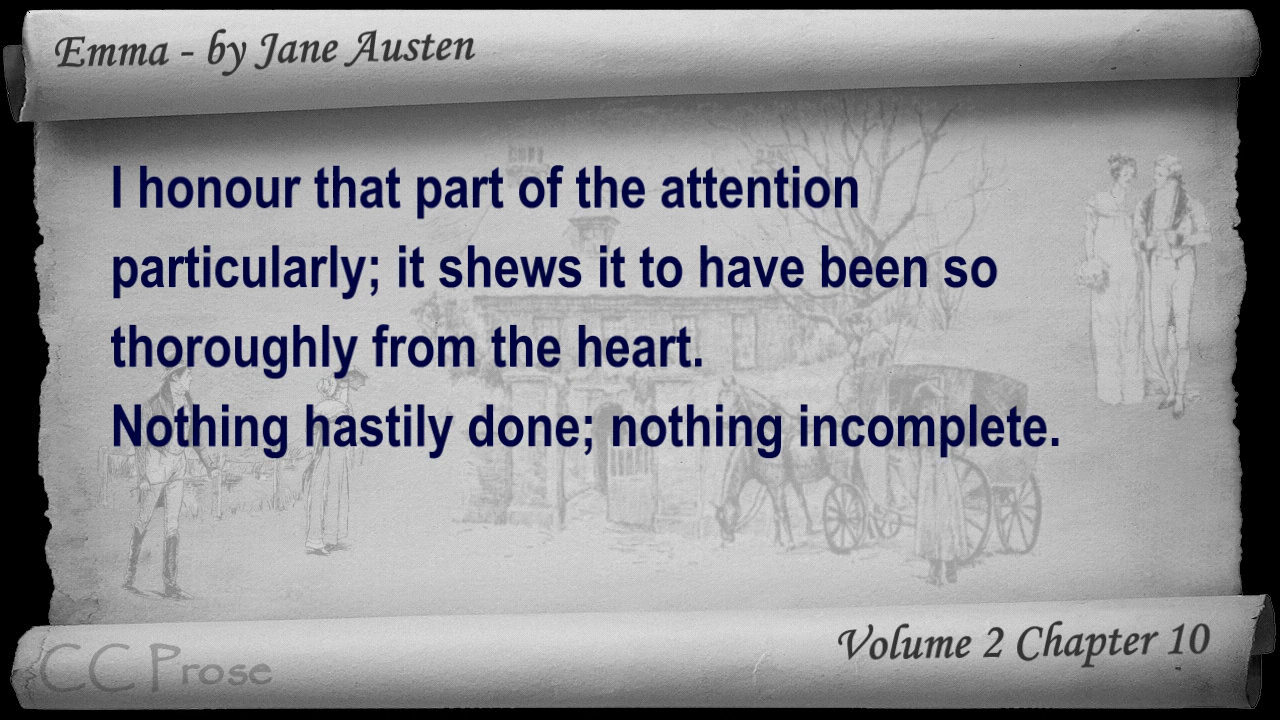 Emma - by Jane Austen
I honour that part of the attention
particularly; it shews it to have been so
thoroughly from the heart.
Nothing hastily done; nothing incomplete.
Volume 2 Chapter 10
CC Prose